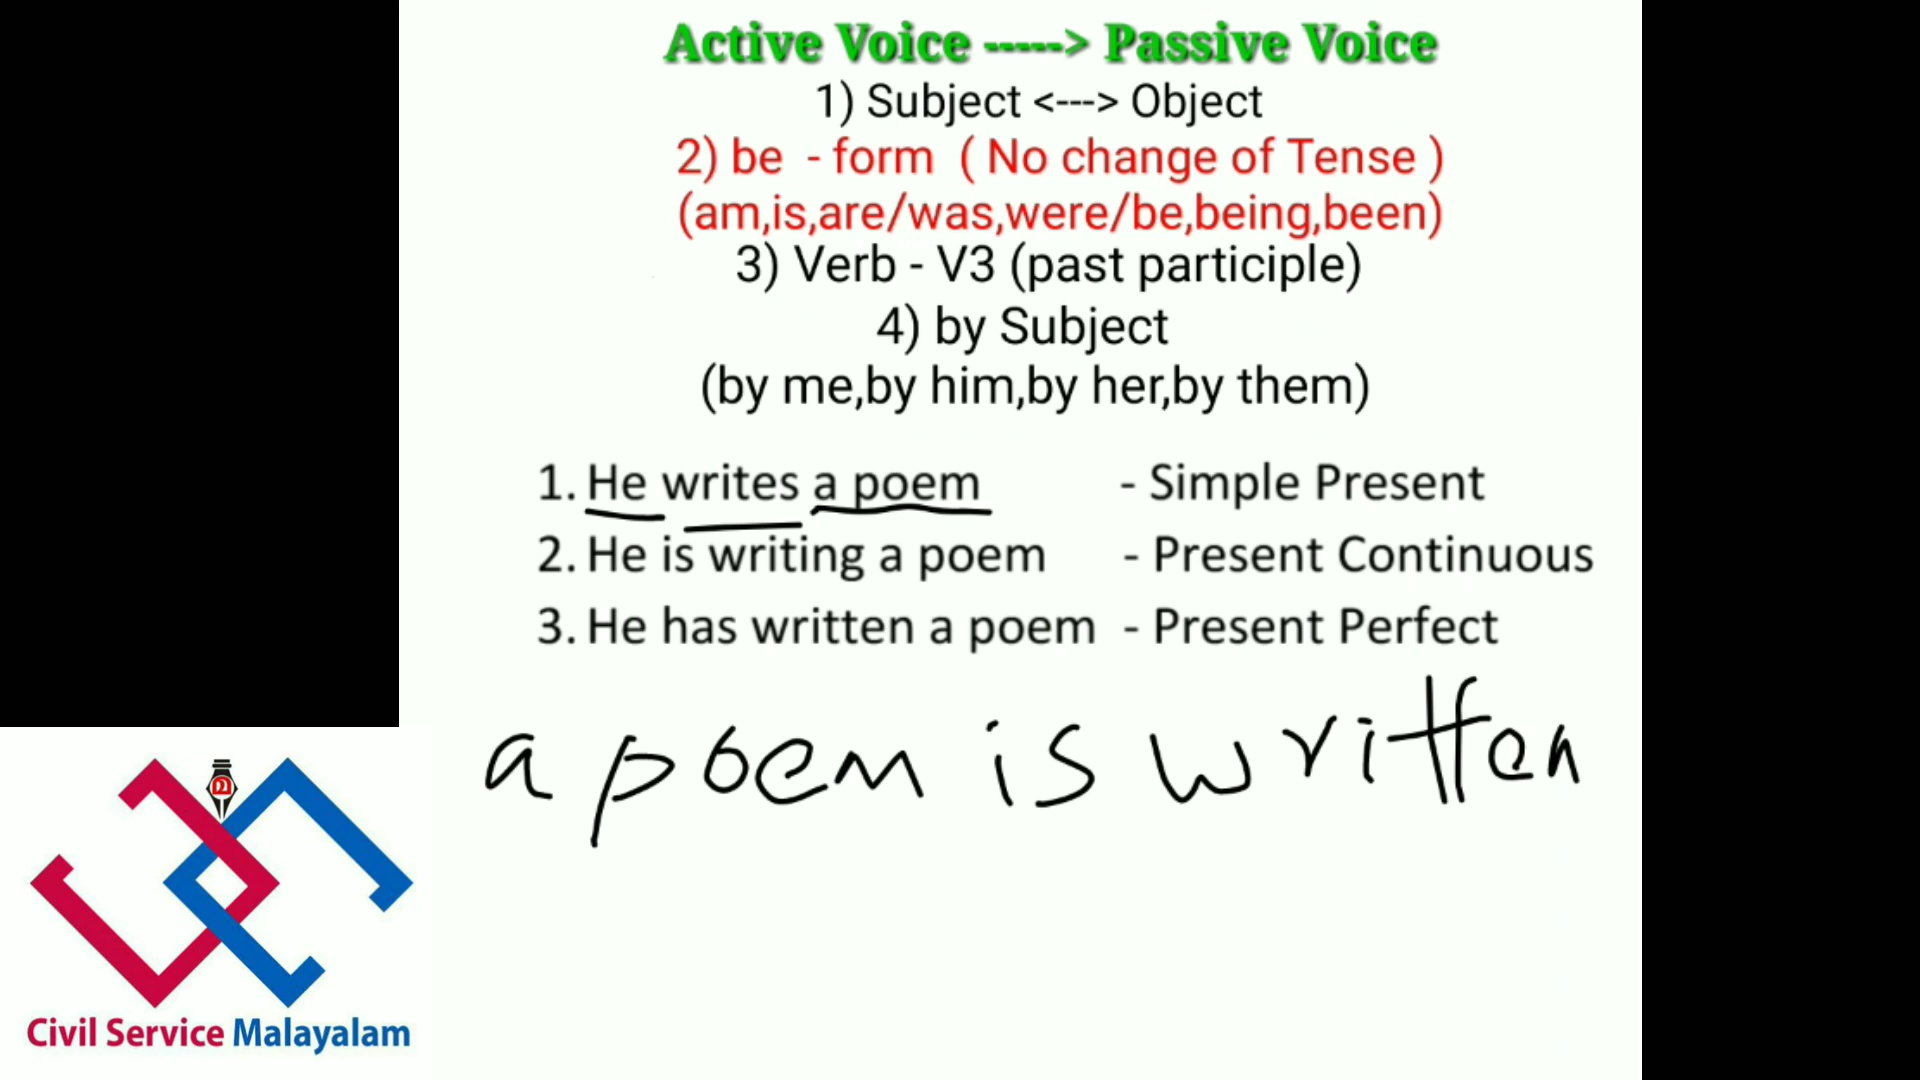 Active Voice -----> Passive Voice
1) Subject <---> Object
2) be - form ( No change of Tense )
(am,is,are/was,were/be,being,been)
3) Verb - V3 (past participle)
4) by Subject
(by me,by him,by her,by them)
1. He writes a poem - Simple Present
2. He is writing a poem - Present Continuous
3. He has written a poem - Present Perfect
a poem is written
Civil Service Malayalam